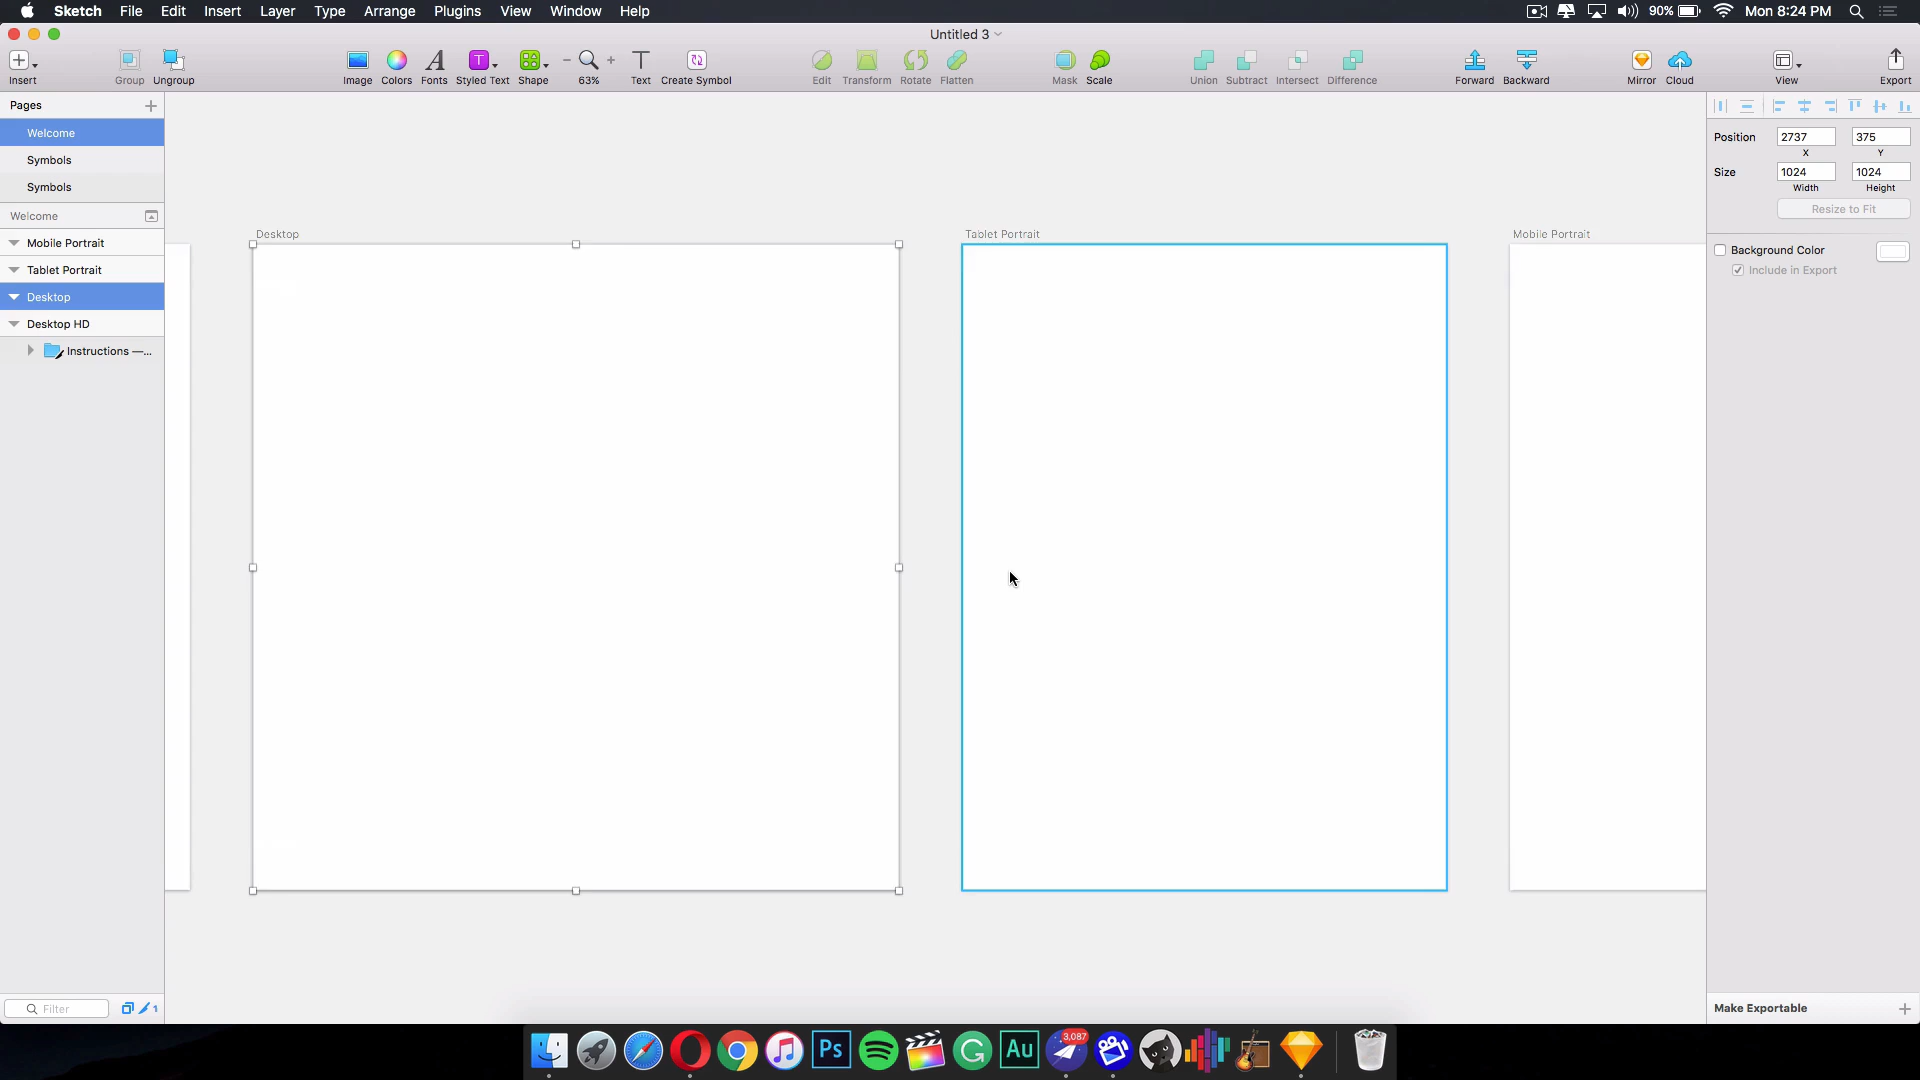 Sketch File Edit Insert Layer Type Arrange Plugins View Window Help
90% Mon 8:24 PM
Untitled 3
Insert Group Ungroup Image Colors Fonts Styled Text Shape 63% Text Create Symbol Edit Transform Rotate Flatten Mask Scale Union Subtract Intersect Difference Forward Backward Mirror Cloud View Export
Pages
Welcome
Symbols
Symbols
Welcome
Mobile Portrait
Tablet Portrait
Desktop
Desktop HD
Instructions —...
Filter
1
Desktop
Tablet Portrait
Mobile Portrait
Position 2737 375
X Y
Size 1024 1024
Width Height
Resize to Fit
Background Color
Include in Export
Make Exportable
Ps
Au
3,087